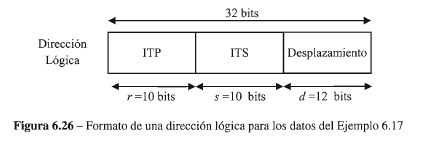 32 bits
Dirección
Lógica
ITP
ITS
Desplazamiento
r=10 bits
s=10 bits
d=12 bits
Figura 6.26 – Formato de una dirección lógica para los datos del Ejemplo 6.17